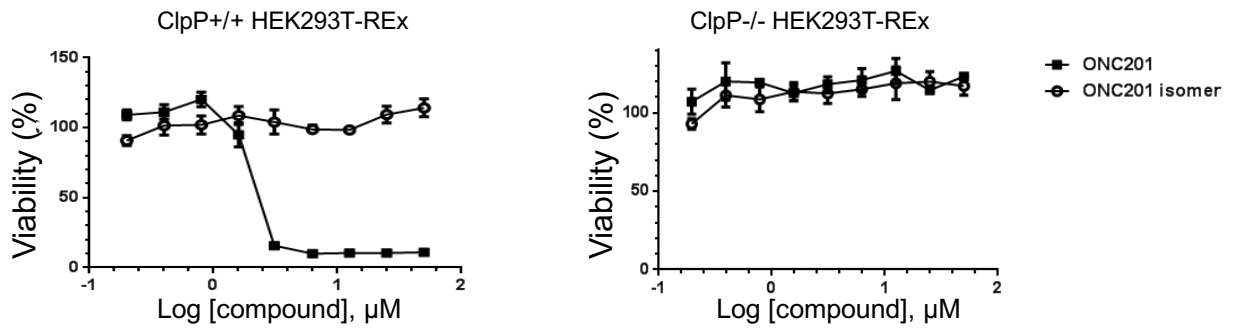 ClpP+/+ HEK293T-REx
150
100
50
0
-1
0
1
2
Viability (%)
Log [compound], µM
ClpP-/- HEK293T-REx
100
50
0
-1
0
1
2
Viability (%)
Log [compound], µM
ONC201
ONC201 isomer